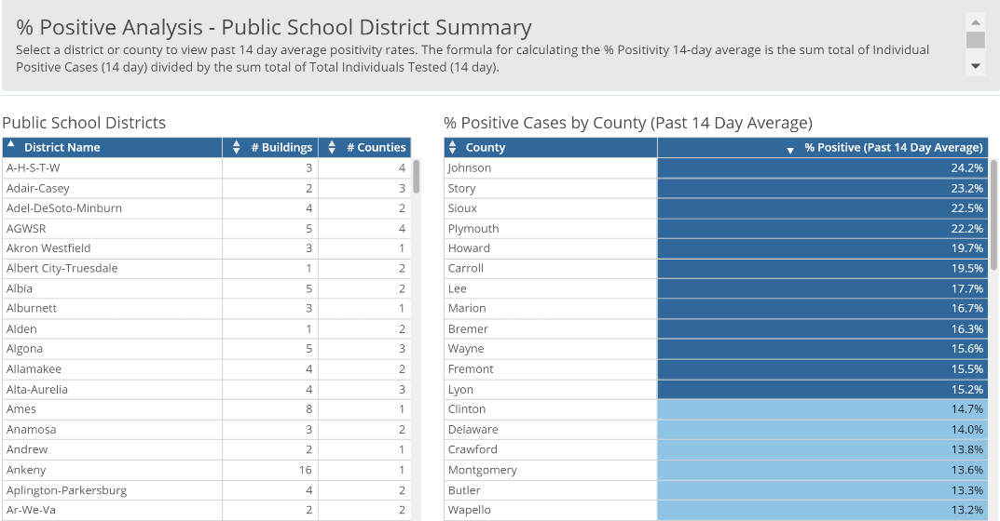 % Positive Analysis - Public School District Summary
Select a district or county to view past 14 day average positivity rates. The formula for calculating the % Positivity 14-day average is the sum total of Individual
Positive Cases (14 day) divided by the sum total of Total Individuals Tested (14 day).
Public School Districts
District Name # Buildings # Counties
A-H-S-T-W 3 4
Adair-Casey 2 3
Adel-DeSoto-Minburn 4 2
AGWSR 5 4
Akron Westfield 3 1
Albert City-Truesdale 1 2
Albia 5 2
Alburnett 3 1
Alden 1 2
Algona 5 3
Allamakee 4 2
Alta-Aurelia 4 3
Ames 8 1
Anamosa 3 2
Andrew 2 1
Ankeny 16 1
Aplington-Parkersburg 4 2
Ar-We-Va 2 2
% Positive Cases by County (Past 14 Day Average)
County % Positive (Past 14 Day Average)
Johnson 24.2%
Story 23.2%
Sioux 22.5%
Plymouth 22.2%
Howard 19.7%
Carroll 19.5%
Lee 17.7%
Marion 16.7%
Bremer 16.3%
Wayne 15.6%
Fremont 15.5%
Lyon 15.2%
Clinton 14.7%
Delaware 14.0%
Crawford 13.8%
Montgomery 13.6%
Butler 13.3%
Wapello 13.2%